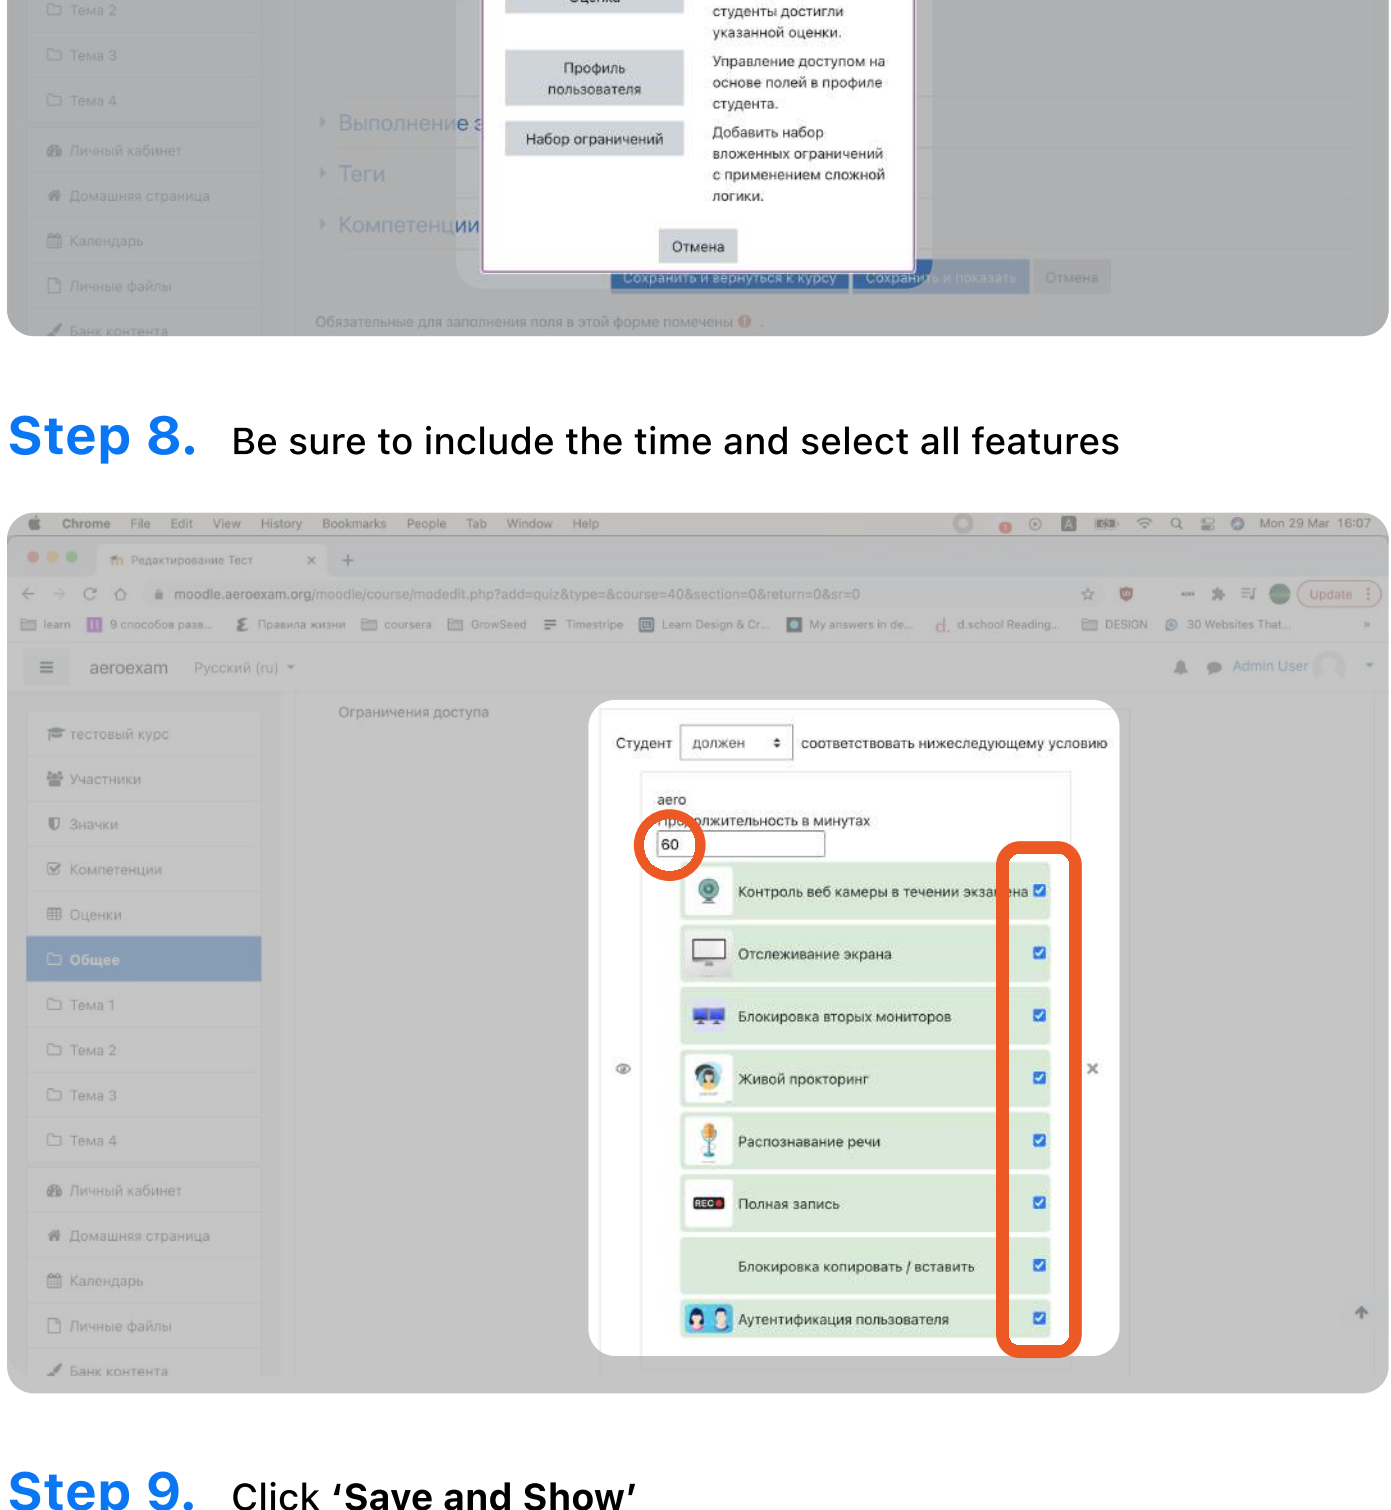 Тема 2
студенты достигли
указанной оценки.
Тема 3
Профиль
пользователя
Управление доступом на
основе полей в профиле
студента.
Тема 4
Выполнение э
Набор ограничений
Добавить набор
вложенных ограничений
с применением сложной
логики.
Личный кабинет
Теги
Домашняя страница
Компетенции
Календарь
Отмена
Личные файлы
Сохранить и вернуться к курсу
Сохранить и показать
Отмена
Банк контента
Обязательные для заполнения поля в этой форме помечены .
Step 8. Be sure to include the time and select all features
Chrome File Edit View History Bookmarks People Tab Window Help
Mon 29 Mar 16:07
Редактирование Тест
moodle.aeroexam.org/moodle/course/modedit.php?add=quiz&type=&course=40&section=0&return=0&sr=0
Update
learn 9 способов разв... Правила жизни coursera GrowSeed Timestripe Learn Design & Cr... My answers in de... d.school Reading... DESIGN 30 Websites That... »
aeroexam Русский (ru)
Admin User
тестовый курс
Участники
Значки
Компетенции
Оценки
Общее
Тема 1
Тема 2
Тема 3
Тема 4
Личный кабинет
Домашняя страница
Календарь
Личные файлы
Банк контента
Ограничения доступа
Студент должен соответствовать нижеследующему условию
aero
Продолжительность в минутах
60
Контроль веб камеры в течении экзамена
Отслеживание экрана
Блокировка вторых мониторов
Живой прокторинг
Распознавание речи
REC Полная запись
Блокировка копировать / вставить
Аутентификация пользователя
Step 9. Click ‘Save and Show’